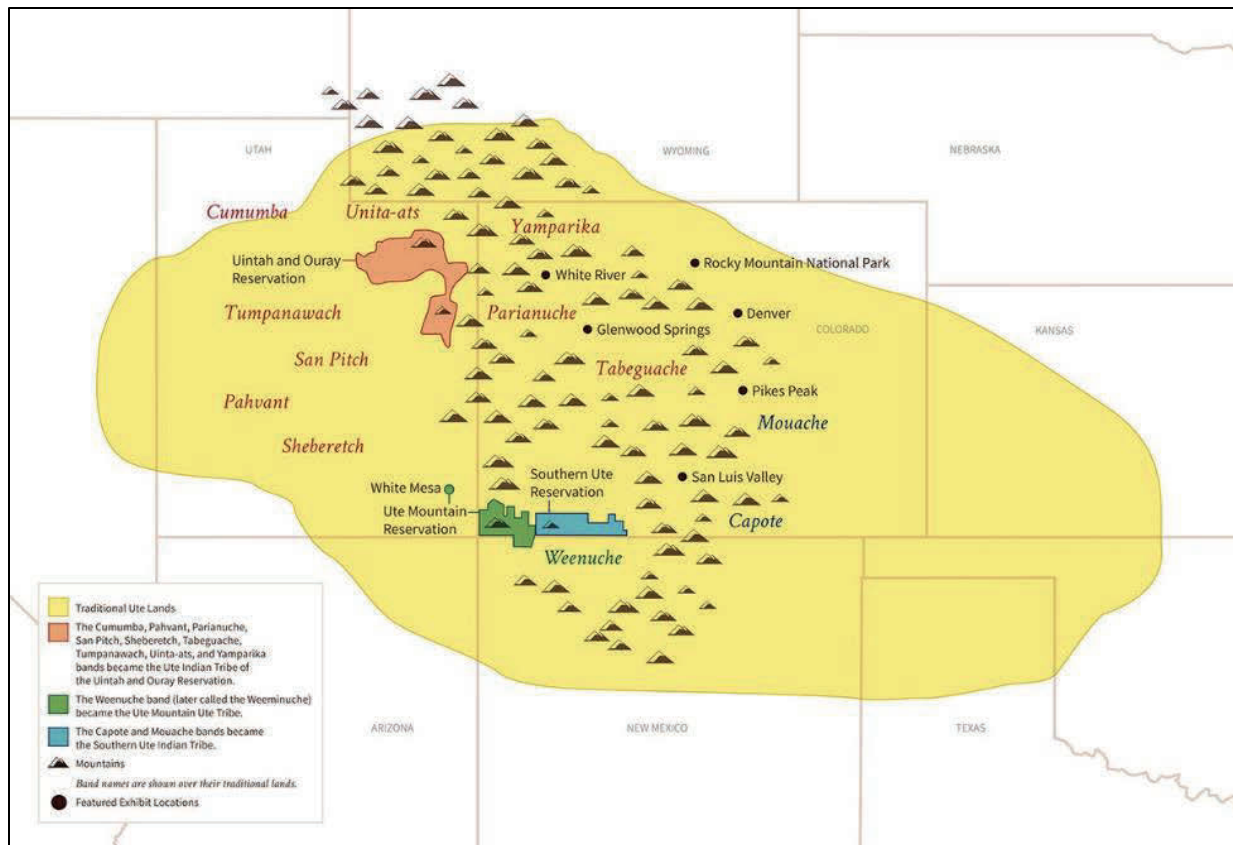 UTAH
WYOMING
NEBRASKA
Cumumba
Unita-ats
Yamparika
Uintah and Ouray
Reservation
White River
Rocky Mountain National Park
Tumpanawach
Parianuche
Denver
Glenwood Springs
COLORADO
KANSAS
San Pitch
Tabeguache
Pikes Peak
Pahvant
Mouache
Sheberetch
White Mesa
Southern Ute
Reservation
San Luis Valley
Ute Mountain
Reservation
Capote
Weenuche
Traditional Ute Lands
The Cumumba, Pahvant, Parianuche,
San Pitch, Sheberetch, Tabeguache,
Tumpanawach, Uinta-ats, and Yamparika
bands became the Ute Indian Tribe of
the Uintah and Ouray Reservation.
The Weenuche band (later called the Weeminuche)
became the Ute Mountain Ute Tribe.
The Capote and Mouache bands became
the Southern Ute Indian Tribe.
Mountains
Band names are shown over their traditional lands.
Featured Exhibit Locations
ARIZONA
NEW MEXICO
TEXAS